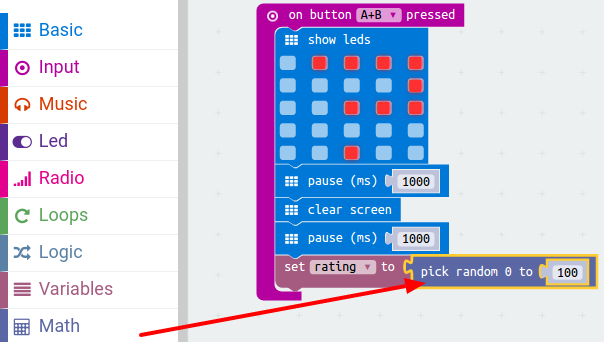 Basic
Input
Music
Led
Radio
Loops
Logic
Variables
Math
on button A+B ▼ pressed
show leds
pause (ms) 1000
clear screen
pause (ms) 1000
set rating ▼ to pick random 0 to 100